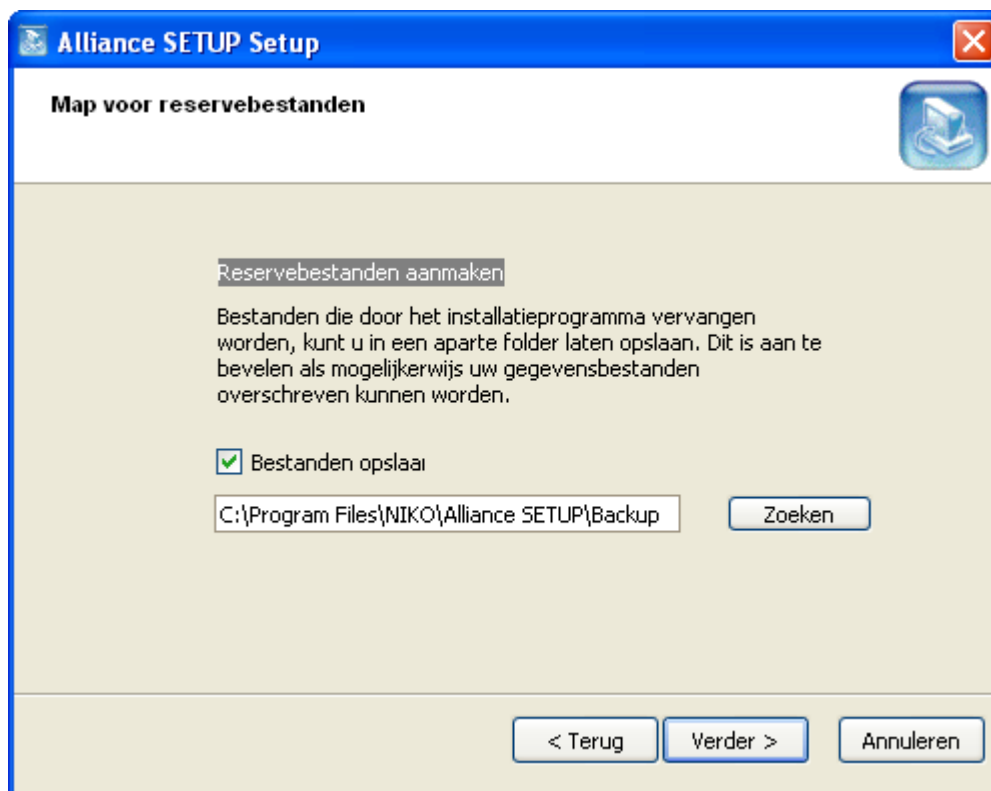 Alliance SETUP Setup
Map voor reservebestanden
Reservebestanden aanmaken
Bestanden die door het installatieprogramma vervangen
worden, kunt u in een aparte folder laten opslaan. Dit is aan te
bevelen als mogelijkerwijs uw gegevensbestanden
overschreven kunnen worden.
Bestanden opslaar
C:\Program Files\NIKO\Alliance SETUP\Backup
Zoeken
< Terug
Verder >
Annuleren